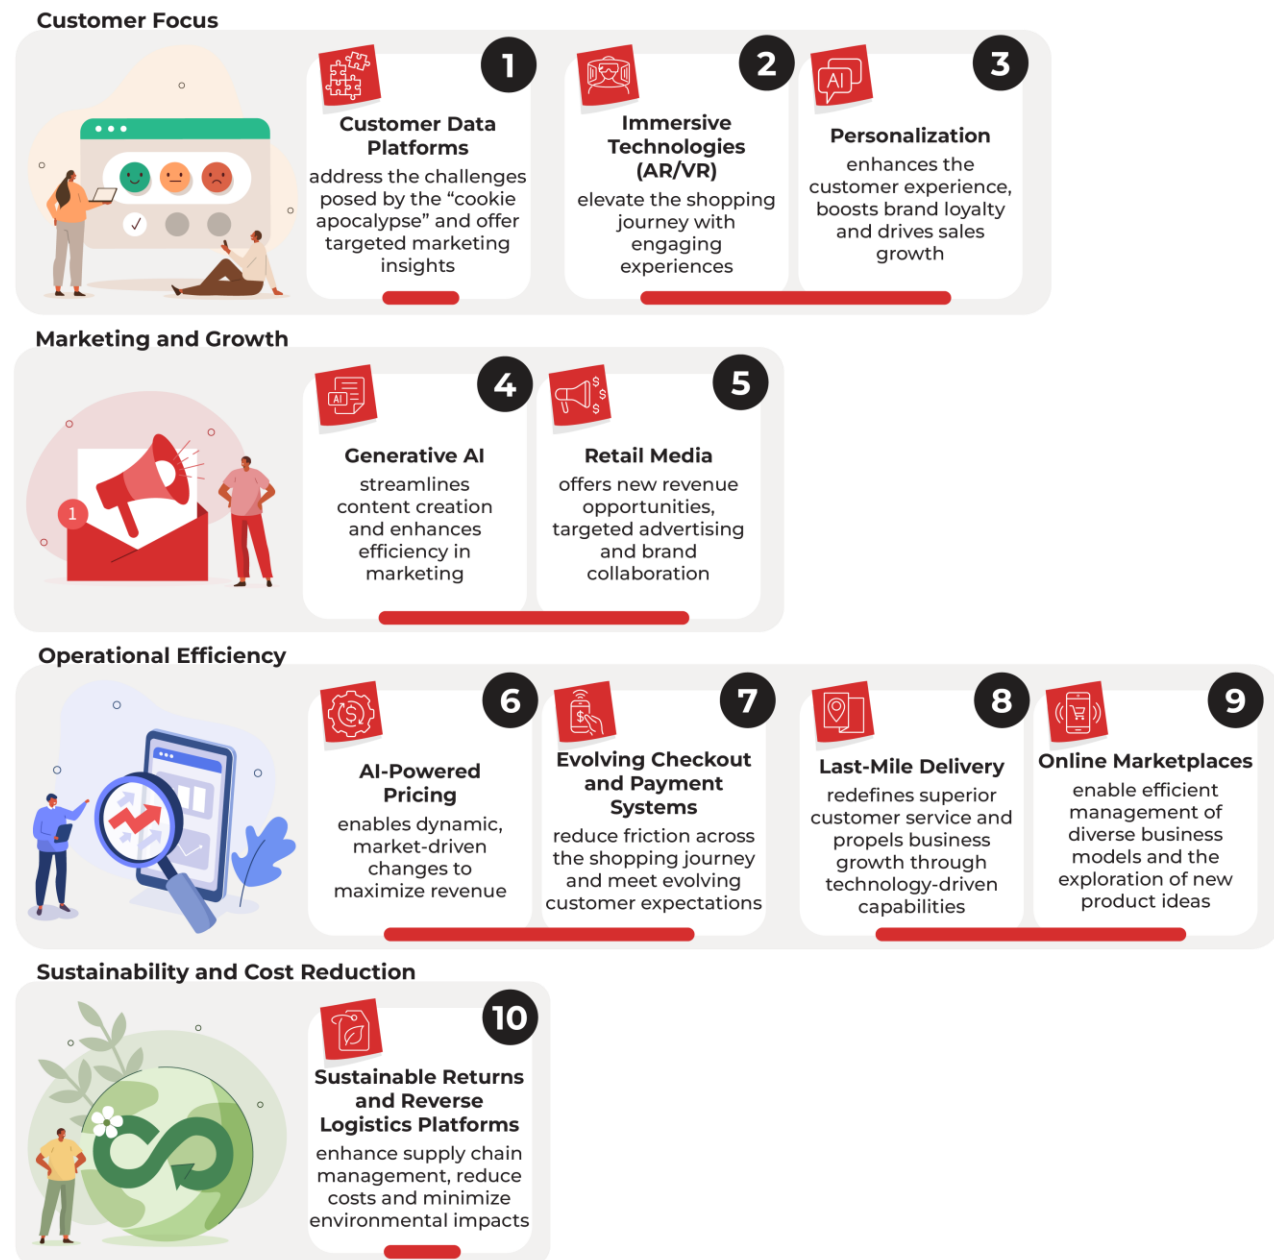 Customer Focus
1
Customer Data
Platforms
address the challenges
posed by the “cookie
apocalypse” and offer
targeted marketing
insights
2
Immersive
Technologies
(AR/VR)
elevate the shopping
journey with
engaging
experiences
AI
3
Personalization
enhances the
customer experience,
boosts brand loyalty
and drives sales
growth
Marketing and Growth
1
AI
4
Generative AI
streamlines
content creation
and enhances
efficiency in
marketing
$
$
$
5
Retail Media
offers new revenue
opportunities,
targeted advertising
and brand
collaboration
Operational Efficiency
$
6
AI-Powered
Pricing
enables dynamic,
market-driven
changes to
maximize revenue
$
7
Evolving Checkout
and Payment
Systems
reduce friction across
the shopping journey
and meet evolving
customer expectations
8
Last-Mile Delivery
redefines superior
customer service and
propels business
growth through
technology-driven
capabilities
9
Online Marketplaces
enable efficient
management of
diverse business
models and the
exploration of new
product ideas
Sustainability and Cost Reduction
10
Sustainable Returns
and Reverse
Logistics Platforms
enhance supply chain
management, reduce
costs and minimize
environmental impacts